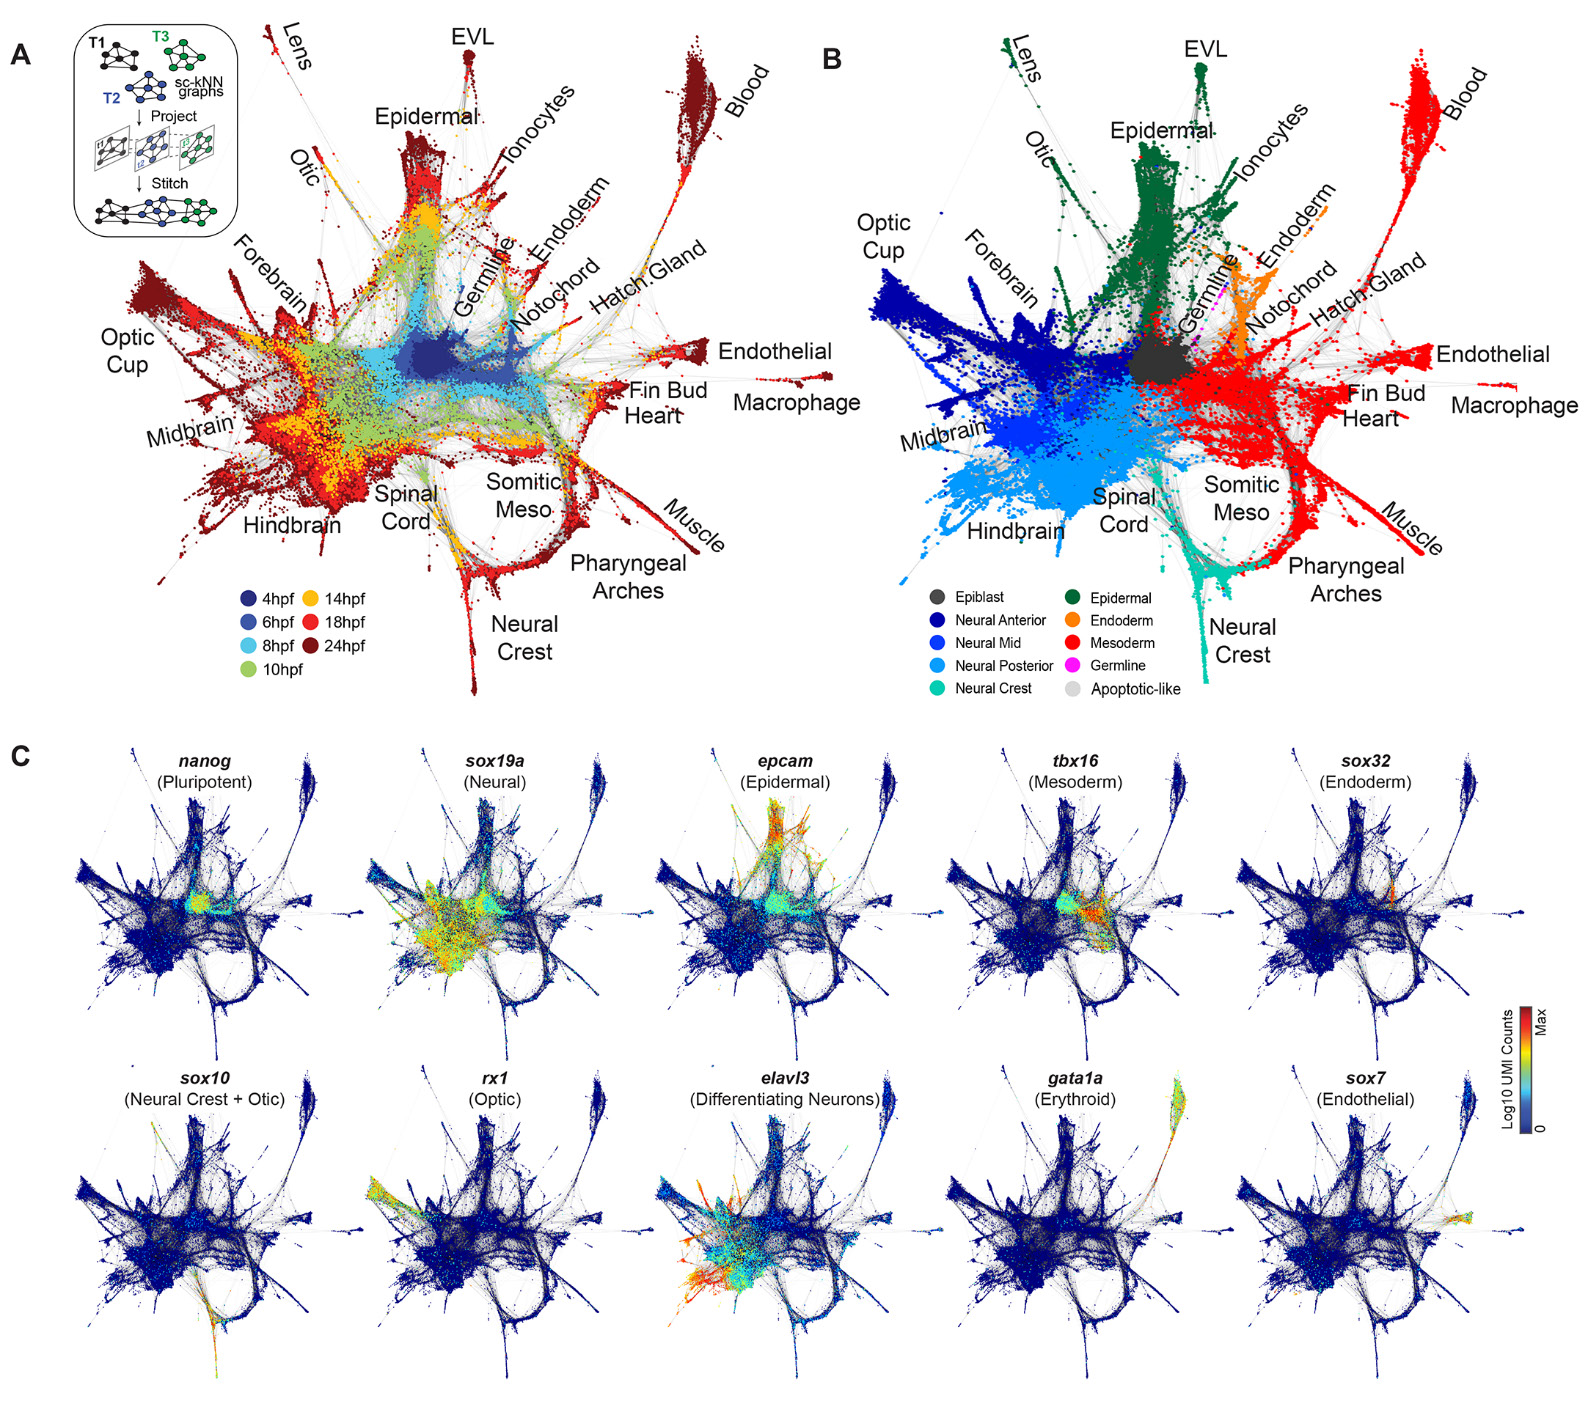 A
T1
T3
T2
sc-kNN
graphs
Project
t1
t2
t3
Stitch
Lens
EVL
Blood
Epidermal
Ionocytes
Otic
Endoderm
Forebrain
Germline
Notochord
Hatch Gland
Optic
Cup
Endothelial
Macrophage
Fin Bud
Heart
Midbrain
Hindbrain
Spinal
Cord
Somitic
Meso
Muscle
Pharyngeal
Arches
Neural
Crest
4hpf
14hpf
6hpf
18hpf
8hpf
24hpf
10hpf
B
Lens
EVL
Blood
Epidermal
Ionocytes
Otic
Endoderm
Optic
Cup
Forebrain
Germline
Notochord
Hatch Gland
Endothelial
Macrophage
Fin Bud
Heart
Midbrain
Hindbrain
Spinal
Cord
Somitic
Meso
Muscle
Pharyngeal
Arches
Neural
Crest
Epiblast
Epidermal
Neural Anterior
Endoderm
Neural Mid
Mesoderm
Neural Posterior
Germline
Neural Crest
Apoptotic-like
C
nanog
(Pluripotent)
sox19a
(Neural)
epcam
(Epidermal)
tbx16
(Mesoderm)
sox32
(Endoderm)
sox10
(Neural Crest + Otic)
rx1
(Optic)
elavl3
(Differentiating Neurons)
gata1a
(Erythroid)
sox7
(Endothelial)
Log10 UMI Counts
Max
0